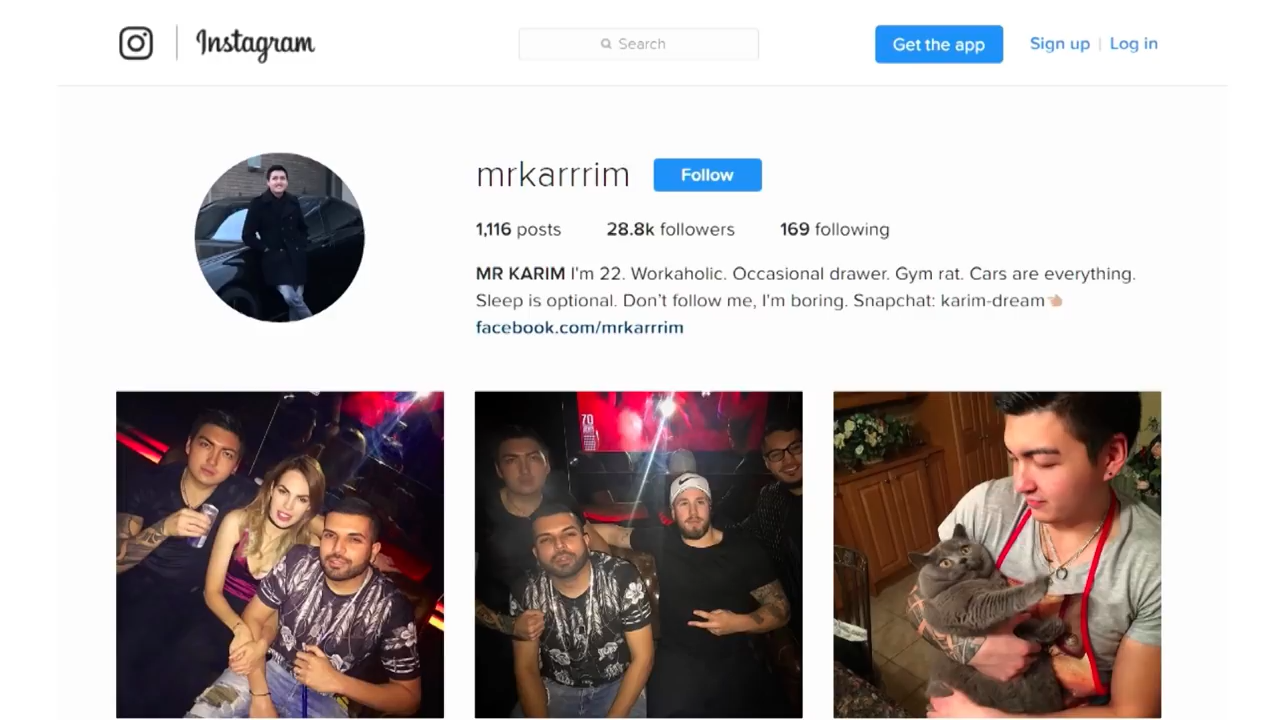 Instagram
Search
Get the app
Sign up | Log in
mrkarrrim
Follow
1,116 posts 28.8k followers 169 following
MR KARIM I'm 22. Workaholic. Occasional drawer. Gym rat. Cars are everything.
Sleep is optional. Don't follow me, I'm boring. Snapchat: karim-dream👈🏼
facebook.com/mrkarrrim
70